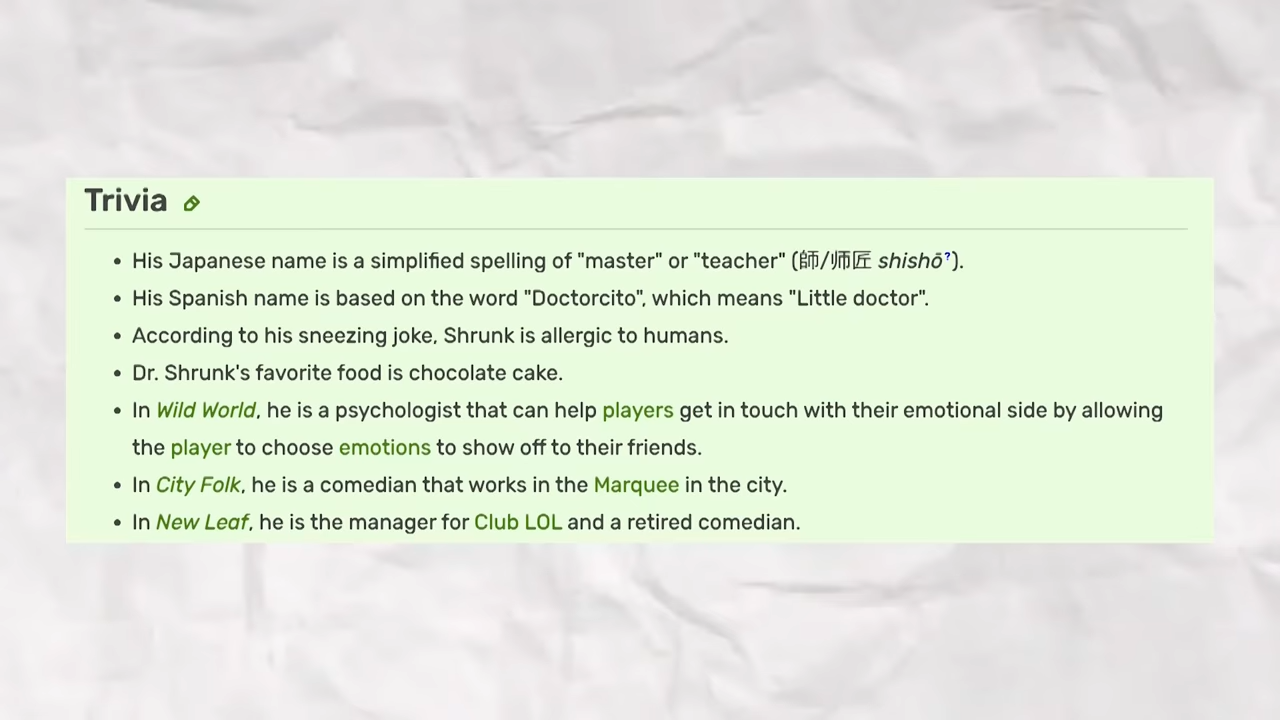 Trivia
• His Japanese name is a simplified spelling of "master" or "teacher" (師/师匠 shishō?).
• His Spanish name is based on the word "Doctorcito", which means "Little doctor".
• According to his sneezing joke, Shrunk is allergic to humans.
• Dr. Shrunk's favorite food is chocolate cake.
• In Wild World, he is a psychologist that can help players get in touch with their emotional side by allowing
the player to choose emotions to show off to their friends.
• In City Folk, he is a comedian that works in the Marquee in the city.
• In New Leaf, he is the manager for Club LOL and a retired comedian.